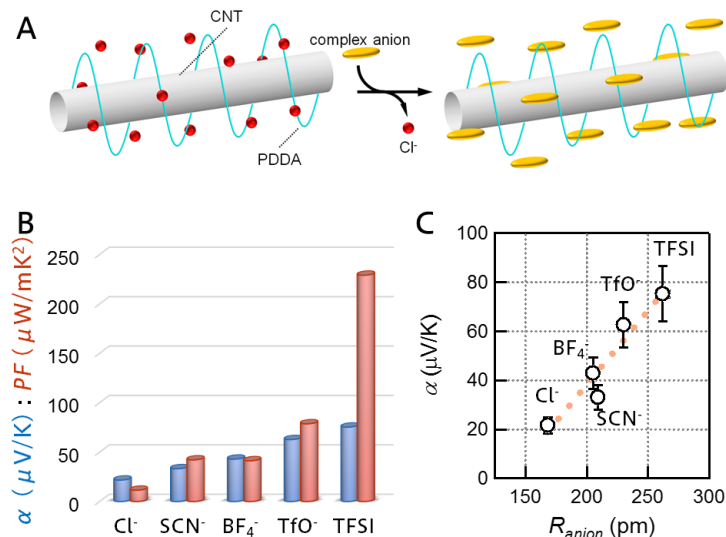 A
CNT
complex anion
PDDA
Cl-
B
α (μV/K) : PF (μW/mK²)
250
200
150
100
50
0
Cl- SCN- BF₄- TfO- TFSI
C
α (μV/K)
100
80
60
40
20
0
TFSI
TfO-
BF₄-
SCN-
Cl-
150 200 250 300
R_anion (pm)